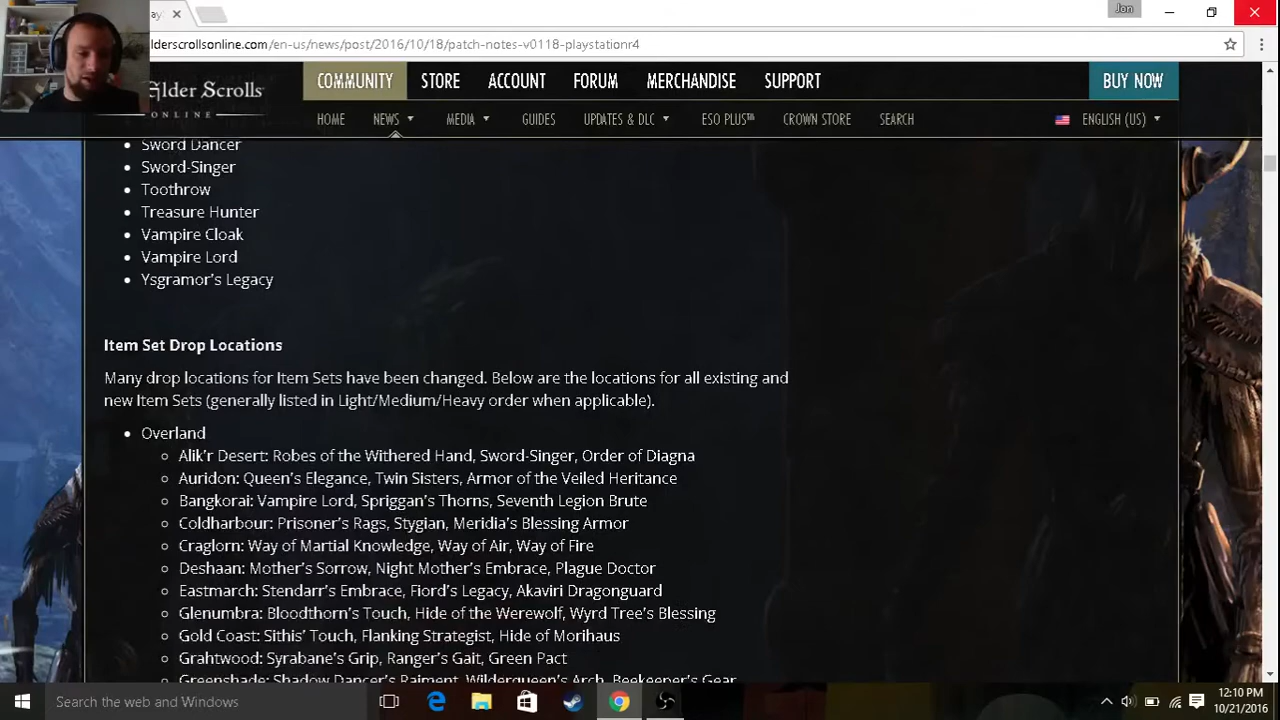 Jon
lderscrollsonline.com/en-us/news/post/2016/10/18/patch-notes-v0118-playstationr4
Elder Scrolls
ONLINE
COMMUNITY STORE ACCOUNT FORUM MERCHANDISE SUPPORT BUY NOW
HOME NEWS MEDIA GUIDES UPDATES & DLC ESO PLUS™ CROWN STORE SEARCH ENGLISH (US)
• Sword Dancer
• Sword-Singer
• Toothrow
• Treasure Hunter
• Vampire Cloak
• Vampire Lord
• Ysgramor's Legacy
Item Set Drop Locations
Many drop locations for Item Sets have been changed. Below are the locations for all existing and
new Item Sets (generally listed in Light/Medium/Heavy order when applicable).
• Overland
○ Alik'r Desert: Robes of the Withered Hand, Sword-Singer, Order of Diagna
○ Auridon: Queen's Elegance, Twin Sisters, Armor of the Veiled Heritance
○ Bangkorai: Vampire Lord, Spriggan's Thorns, Seventh Legion Brute
○ Coldharbour: Prisoner's Rags, Stygian, Meridia's Blessing Armor
○ Craglorn: Way of Martial Knowledge, Way of Air, Way of Fire
○ Deshaan: Mother's Sorrow, Night Mother's Embrace, Plague Doctor
○ Eastmarch: Stendarr's Embrace, Fiord's Legacy, Akaviri Dragonguard
○ Glenumbra: Bloodthorn's Touch, Hide of the Werewolf, Wyrd Tree's Blessing
○ Gold Coast: Sithis' Touch, Flanking Strategist, Hide of Morihaus
○ Grahtwood: Syrabane's Grip, Ranger's Gait, Green Pact
○ Greenshade: Shadow Dancer's Raiment, Wilderqueen's Arch, Beekeeper's Gear
Search the web and Windows
12:10 PM
10/21/2016